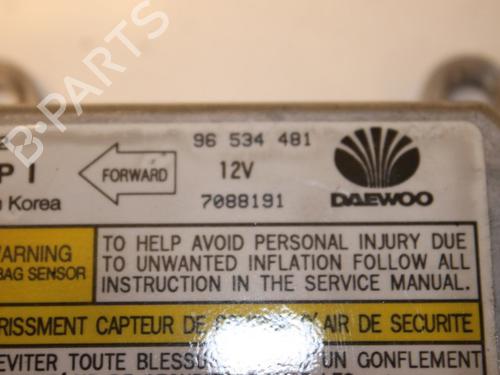 96 534 481
P I
FORWARD
12V
Korea
7088191
DAEWOO
WARNING
BAG SENSOR
TO HELP AVOID PERSONAL INJURY DUE
TO UNWANTED INFLATION FOLLOW ALL
INSTRUCTION IN THE SERVICE MANUAL.
RISSMENT CAPTEUR DE D'AIR DE SECURITE
EVITER TOUTE BLESSU UN GONFLEMENT
B-PARTS